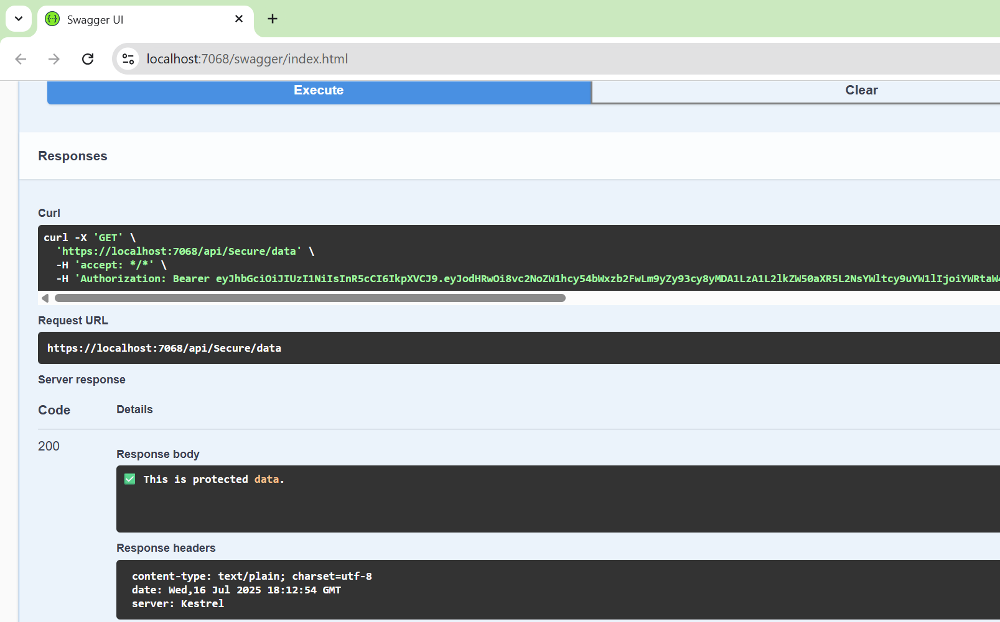 Swagger UI
localhost:7068/swagger/index.html
Execute
Clear
Responses
Curl
curl -X 'GET' \
'https://localhost:7068/api/Secure/data' \
-H 'accept: */*' \
-H 'Authorization: Bearer eyJhbGciOiJIUzI1NiIsInR5cCI6IkpXVCJ9.eyJodHRwOi8vc2NoZW1hcy54bWxzb2FwLm9yZy93cy8yMDA1LzA1L2lkZW50aXR5L2NsYWltcy9uYW1lIjoiYWRtaW4
Request URL
https://localhost:7068/api/Secure/data
Server response
Code
Details
200
Response body
✅ This is protected data.
Response headers
content-type: text/plain; charset=utf-8
date: Wed,16 Jul 2025 18:12:54 GMT
server: Kestrel